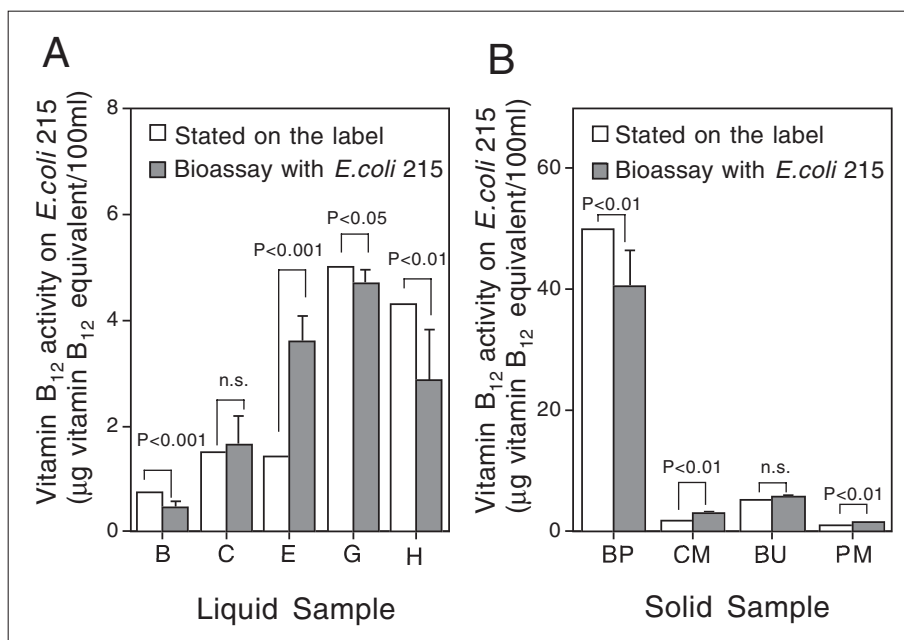 A
Vitamin B12 activity on E.coli 215
(μg vitamin B12 equivalent/100ml)
8
6
4
2
0
Stated on the label
Bioassay with E.coli 215
P<0.001
n.s.
P<0.001
P<0.05
P<0.01
B C E G H
Liquid Sample
B
Vitamin B12 activity on E.coli 215
(μg vitamin B12 equivalent/100ml)
60
40
20
0
Stated on the label
Bioassay with E.coli 215
P<0.01
P<0.01
n.s.
P<0.01
BP CM BU PM
Solid Sample